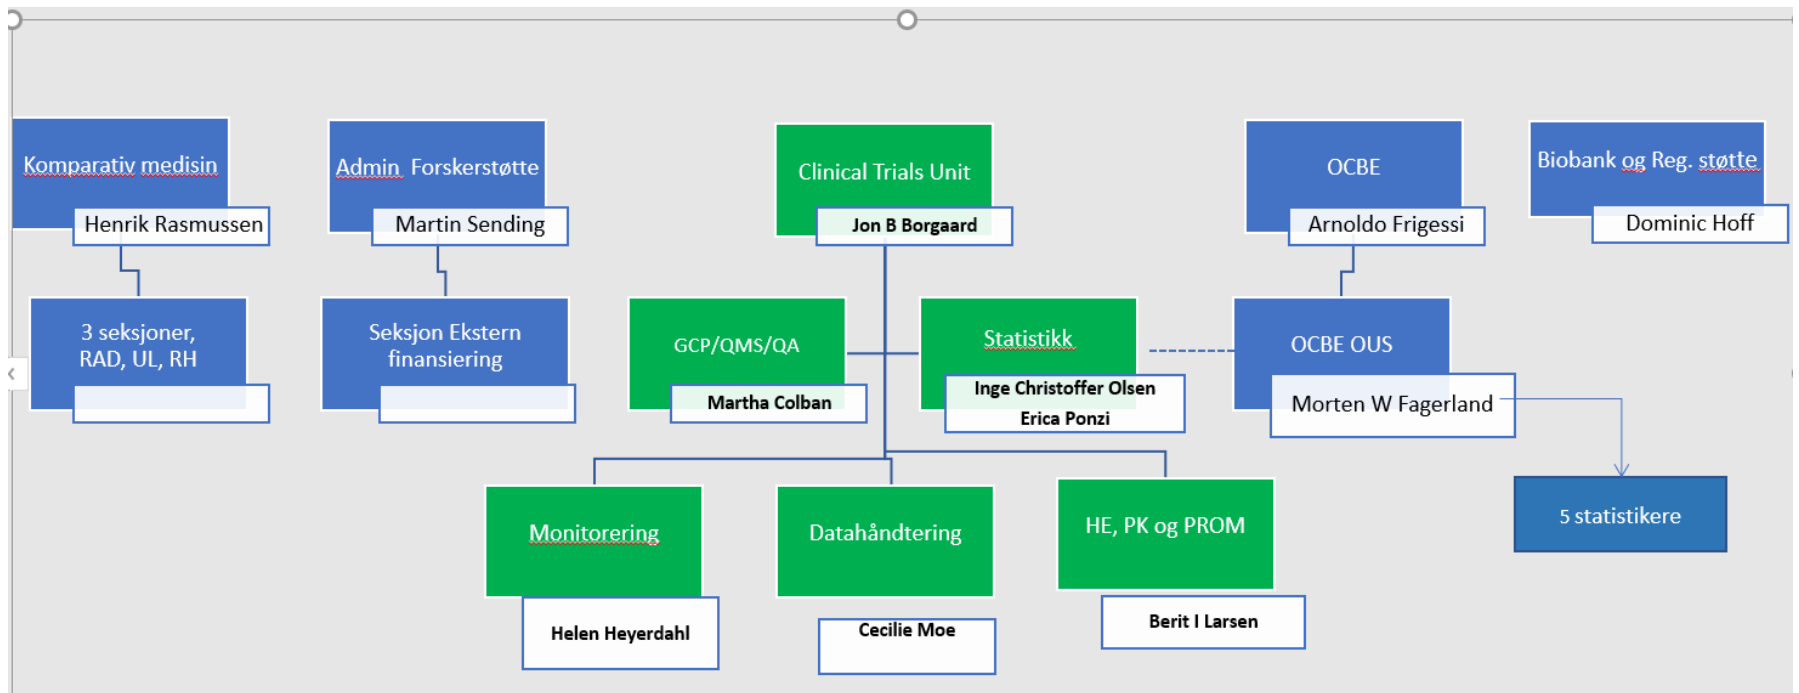 Komparativ medisin
Henrik Rasmussen
Admin. Forskerstøtte
Martin Sending
Clinical Trials Unit
Jon B Borgaard
OCBE
Arnoldo Frigessi
Biobank og Reg. støtte
Dominic Hoff
3 seksjoner,
RAD, UL, RH
Seksjon Ekstern
finansiering
GCP/QMS/QA
Martha Colban
Statistikk
Inge Christoffer Olsen
Erica Ponzi
OCBE OUS
Morten W Fagerland
Monitorering
Helen Heyerdahl
Datahåndtering
Cecilie Moe
HE, PK og PROM
Berit I Larsen
5 statistikere